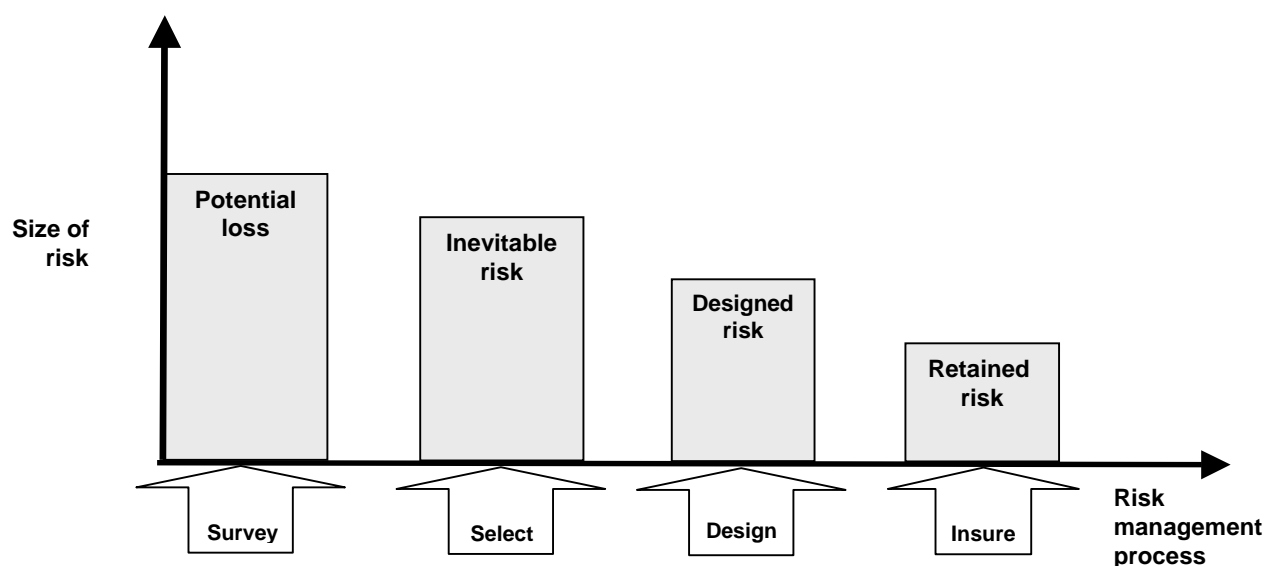 Size of
risk
Potential
loss
Inevitable
risk
Designed
risk
Retained
risk
Survey
Select
Design
Insure
Risk
management
process